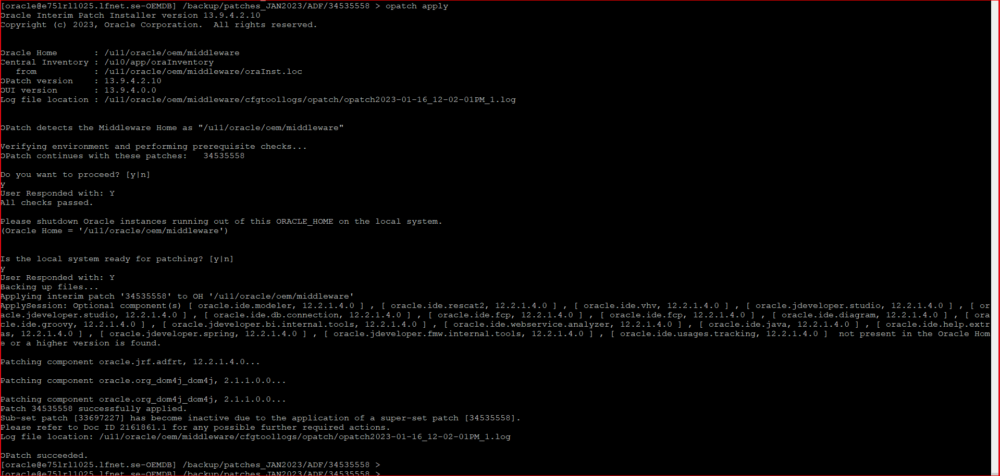 [oracle@e75lrl1025.lfnet.se-OEMDB] /backup/patches_JAN2023/ADF/34535558 > opatch apply
Oracle Interim Patch Installer version 13.9.4.2.10
Copyright (c) 2023, Oracle Corporation.  All rights reserved.
Oracle Home       : /u11/oracle/oem/middleware
Central Inventory : /u10/app/oraInventory
   from           : /u11/oracle/oem/middleware/oraInst.loc
OPatch version    : 13.9.4.2.10
OUI version       : 13.9.4.0.0
Log file location : /u11/oracle/oem/middleware/cfgtoollogs/opatch/opatch2023-01-16_12-02-01PM_1.log
OPatch detects the Middleware Home as "/u11/oracle/oem/middleware"
Verifying environment and performing prerequisite checks...
OPatch continues with these patches:   34535558
Do you want to proceed? [y|n]
y
User Responded with: Y
All checks passed.
Please shutdown Oracle instances running out of this ORACLE_HOME on the local system.
(Oracle Home = '/u11/oracle/oem/middleware')
Is the local system ready for patching? [y|n]
y
User Responded with: Y
Backing up files...
Applying interim patch '34535558' to OH '/u11/oracle/oem/middleware'
ApplySession: Optional component(s) [ oracle.ide.modeler, 12.2.1.4.0 ] , [ oracle.ide.rescat2, 12.2.1.4.0 ] , [ oracle.ide.vhv, 12.2.1.4.0 ] , [ oracle.jdeveloper.studio, 12.2.1.4.0 ] , [ or
acle.jdeveloper.studio, 12.2.1.4.0 ] , [ oracle.ide.db.connection, 12.2.1.4.0 ] , [ oracle.ide.fcp, 12.2.1.4.0 ] , [ oracle.ide.fcp, 12.2.1.4.0 ] , [ oracle.ide.diagram, 12.2.1.4.0 ] , [ ora
cle.ide.groovy, 12.2.1.4.0 ] , [ oracle.jdeveloper.bi.internal.tools, 12.2.1.4.0 ] , [ oracle.ide.webservice.analyzer, 12.2.1.4.0 ] , [ oracle.ide.java, 12.2.1.4.0 ] , [ oracle.ide.help.extr
as, 12.2.1.4.0 ] , [ oracle.jdeveloper.spring, 12.2.1.4.0 ] , [ oracle.jdeveloper.fmw.internal.tools, 12.2.1.4.0 ] , [ oracle.ide.usages.tracking, 12.2.1.4.0 ]  not present in the Oracle Hom
e or a higher version is found.
Patching component oracle.jrf.adfrt, 12.2.1.4.0...
Patching component oracle.org_dom4j_dom4j, 2.1.1.0.0...
Patching component oracle.org_dom4j_dom4j, 2.1.1.0.0...
Patch 34535558 successfully applied.
Sub-set patch [33697227] has become inactive due to the application of a super-set patch [34535558].
Please refer to Doc ID 2161861.1 for any possible further required actions.
Log file location: /u11/oracle/oem/middleware/cfgtoollogs/opatch/opatch2023-01-16_12-02-01PM_1.log
OPatch succeeded.
[oracle@e75lrl1025.lfnet.se-OEMDB] /backup/patches_JAN2023/ADF/34535558 >
[oracle@e75lrl1025.lfnet.se-OEMDB] /backup/patches_JAN2023/ADF/34535558 >